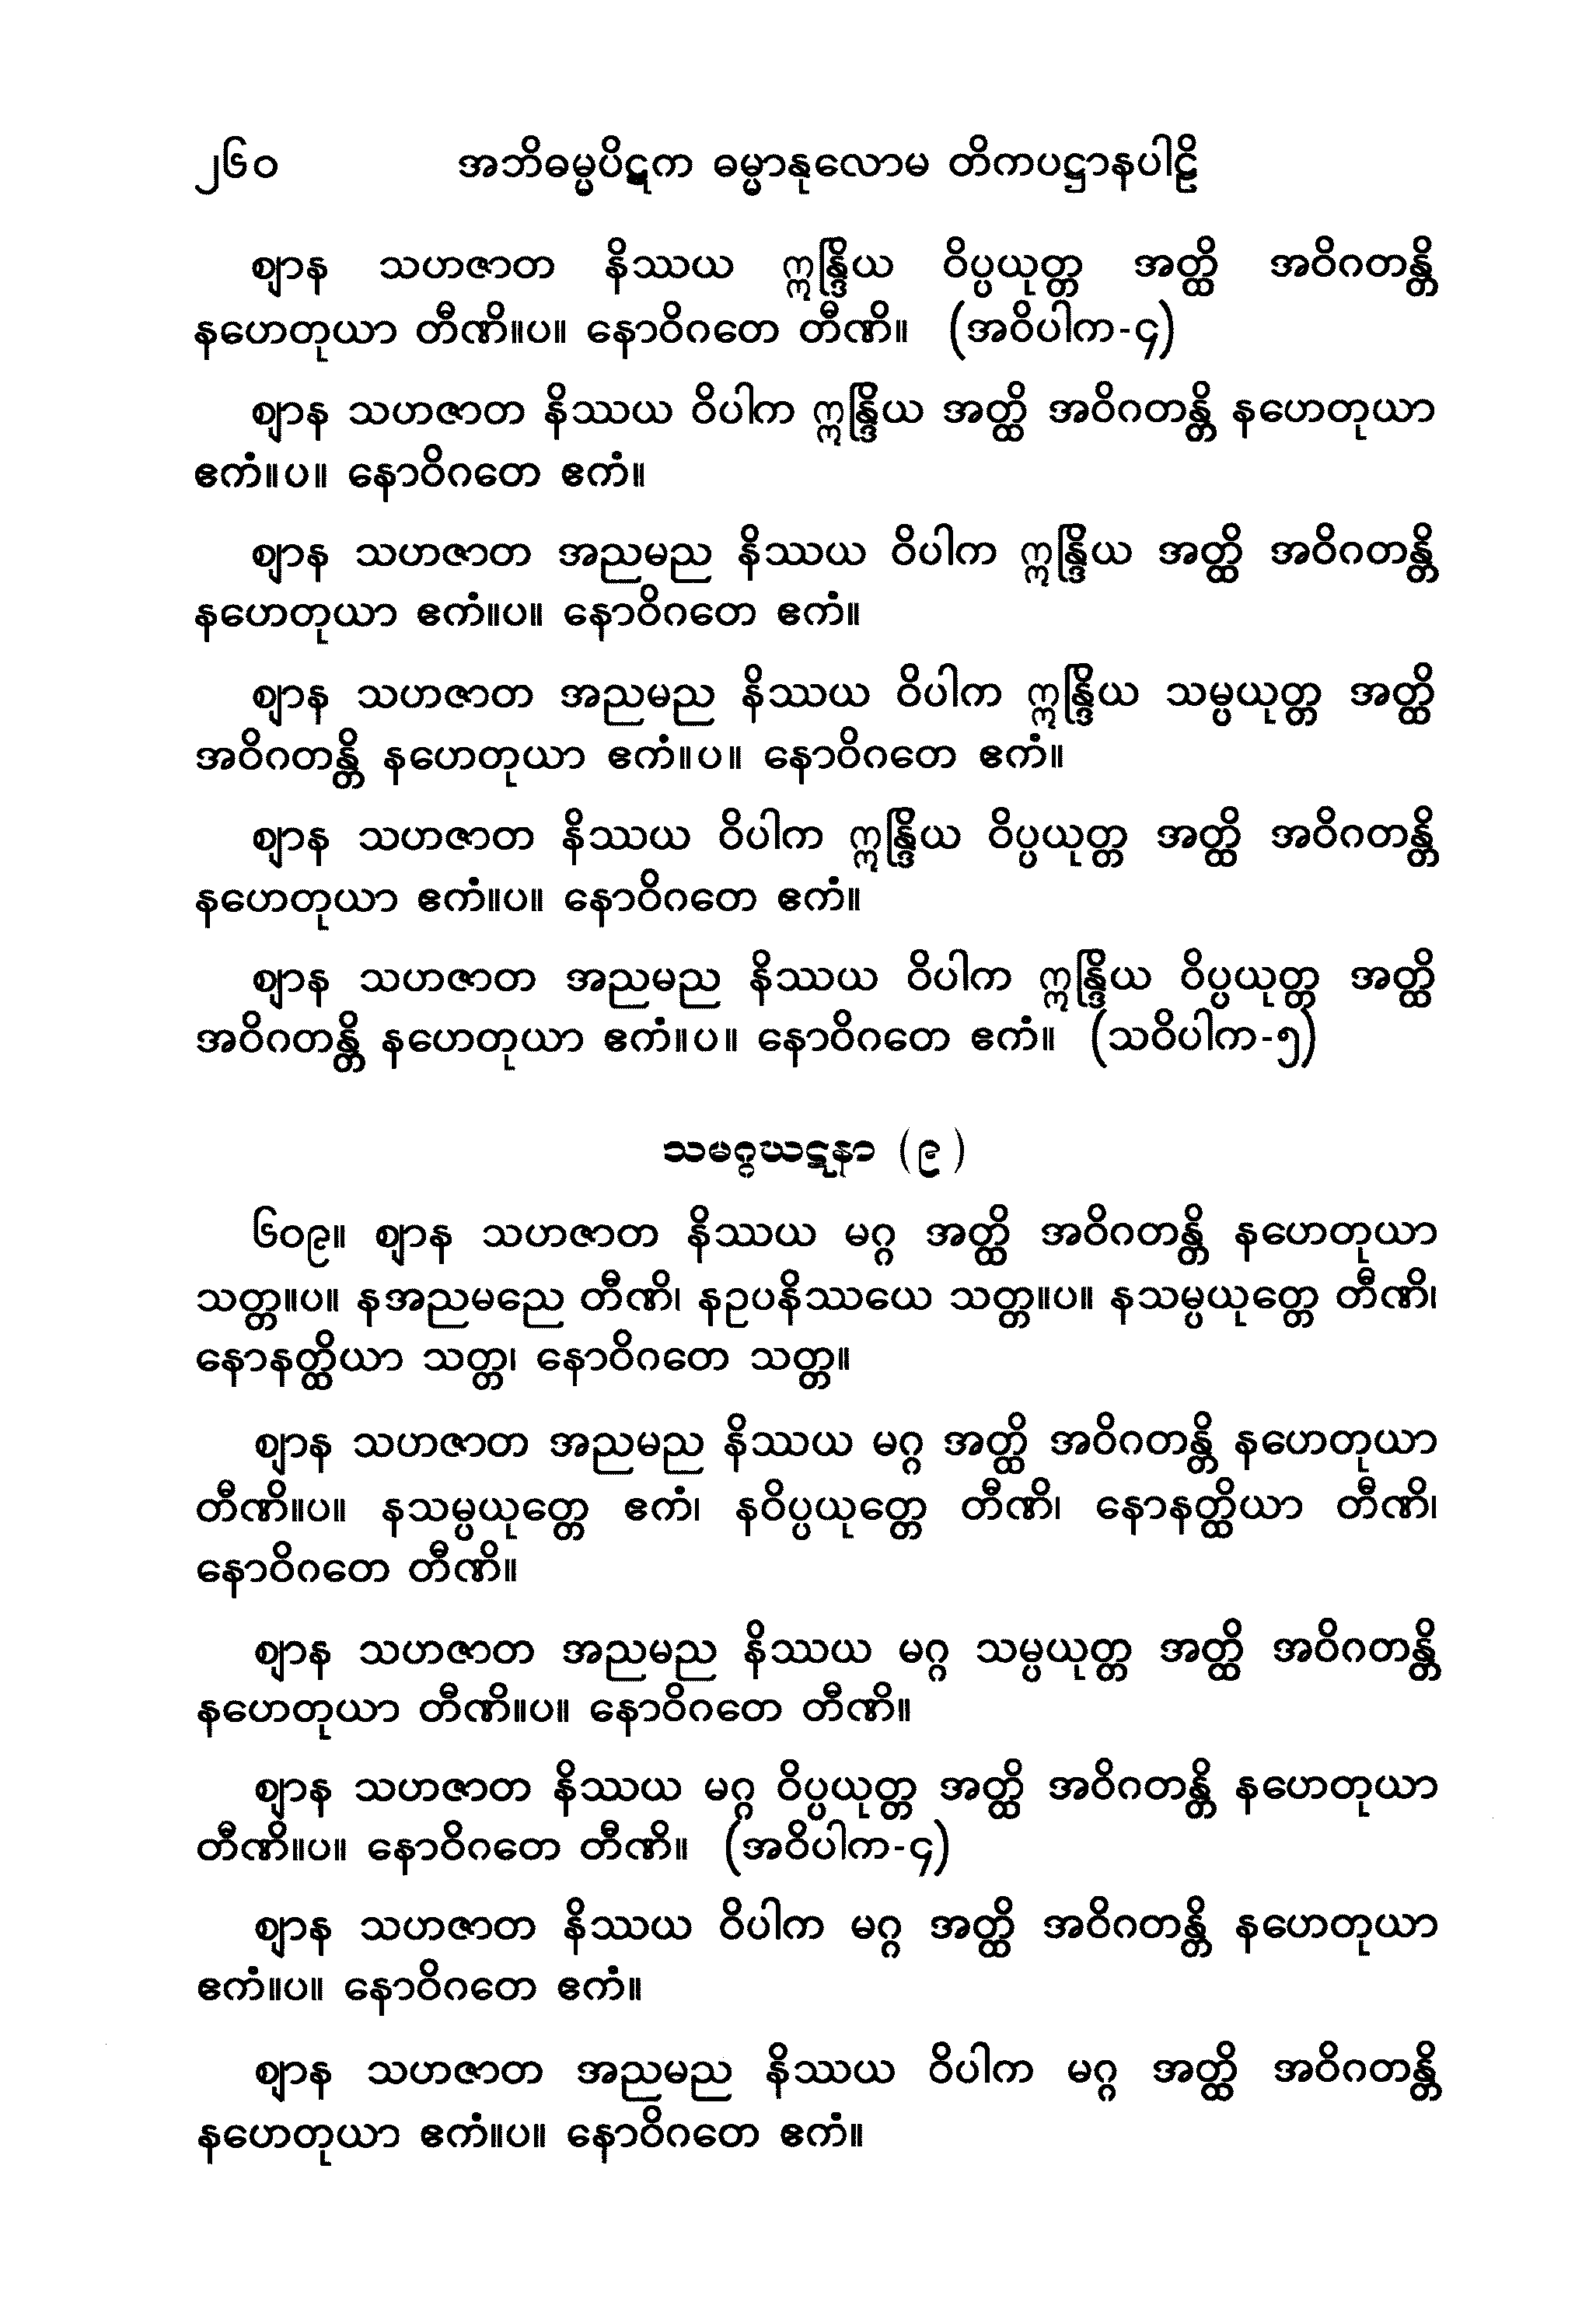 ၂၆၀ အဘိဓမ္မပိဋက ဓမ္မာနုလောမ တိကပဋ္ဌာနပါဠိ
ဈာန သဟဇာတ နိဿယ ဣန္ဒြိယ ဝိပ္ပယုတ္တ အတ္ထိ အဝိဂတန္တိ
နဟေတုယာ တီဏိ။ပ။ နောဝိဂတေ တီဏိ။ (အဝိပါက-၄)
ဈာန သဟဇာတ နိဿယ ဝိပါက ဣန္ဒြိယ အတ္ထိ အဝိဂတန္တိ နဟေတုယာ
ဧကံ။ပ။ နောဝိဂတေ ဧကံ။
ဈာန သဟဇာတ အညမည နိဿယ ဝိပါက ဣန္ဒြိယ အတ္ထိ အဝိဂတန္တိ
နဟေတုယာ ဧကံ။ပ။ နောဝိဂတေ ဧကံ။
ဈာန သဟဇာတ အညမည နိဿယ ဝိပါက ဣန္ဒြိယ သမ္ပယုတ္တ အတ္ထိ
အဝိဂတန္တိ နဟေတုယာ ဧကံ။ပ။ နောဝိဂတေ ဧကံ။
ဈာန သဟဇာတ နိဿယ ဝိပါက ဣန္ဒြိယ ဝိပ္ပယုတ္တ အတ္ထိ အဝိဂတန္တိ
နဟေတုယာ ဧကံ။ပ။ နောဝိဂတေ ဧကံ။
ဈာန သဟဇာတ အညမည နိဿယ ဝိပါက ဣန္ဒြိယ ဝိပ္ပယုတ္တ အတ္ထိ
အဝိဂတန္တိ နဟေတုယာ ဧကံ။ပ။ နောဝိဂတေ ဧကံ။ (သဝိပါက-၅)
သမဂ္ဂဃဋနာ (၉)
၆၀၉။ ဈာန သဟဇာတ နိဿယ မဂ္ဂ အတ္ထိ အဝိဂတန္တိ နဟေတုယာ
သတ္တ။ပ။ နအညမညေ တီဏိ၊ နဥပနိဿယေ သတ္တ။ပ။ နသမ္ပယုတ္တေ တီဏိ၊
နောနတ္ထိယာ သတ္တ၊ နောဝိဂတေ သတ္တ။
ဈာန သဟဇာတ အညမည နိဿယ မဂ္ဂ အတ္ထိ အဝိဂတန္တိ နဟေတုယာ
တီဏိ။ပ။ နသမ္ပယုတ္တေ ဧကံ၊ နဝိပ္ပယုတ္တေ တီဏိ၊ နောနတ္ထိယာ တီဏိ၊
နောဝိဂတေ တီဏိ။
ဈာန သဟဇာတ အညမည နိဿယ မဂ္ဂ သမ္ပယုတ္တ အတ္ထိ အဝိဂတန္တိ
နဟေတုယာ တီဏိ။ပ။ နောဝိဂတေ တီဏိ။
ဈာန သဟဇာတ နိဿယ မဂ္ဂ ဝိပ္ပယုတ္တ အတ္ထိ အဝိဂတန္တိ နဟေတုယာ
တီဏိ။ပ။ နောဝိဂတေ တီဏိ။ (အဝိပါက-၄)
ဈာန သဟဇာတ နိဿယ ဝိပါက မဂ္ဂ အတ္ထိ အဝိဂတန္တိ နဟေတုယာ
ဧကံ။ပ။ နောဝိဂတေ ဧကံ။
ဈာန သဟဇာတ အညမည နိဿယ ဝိပါက မဂ္ဂ အတ္ထိ အဝိဂတန္တိ
နဟေတုယာ ဧကံ။ပ။ နောဝိဂတေ ဧကံ။